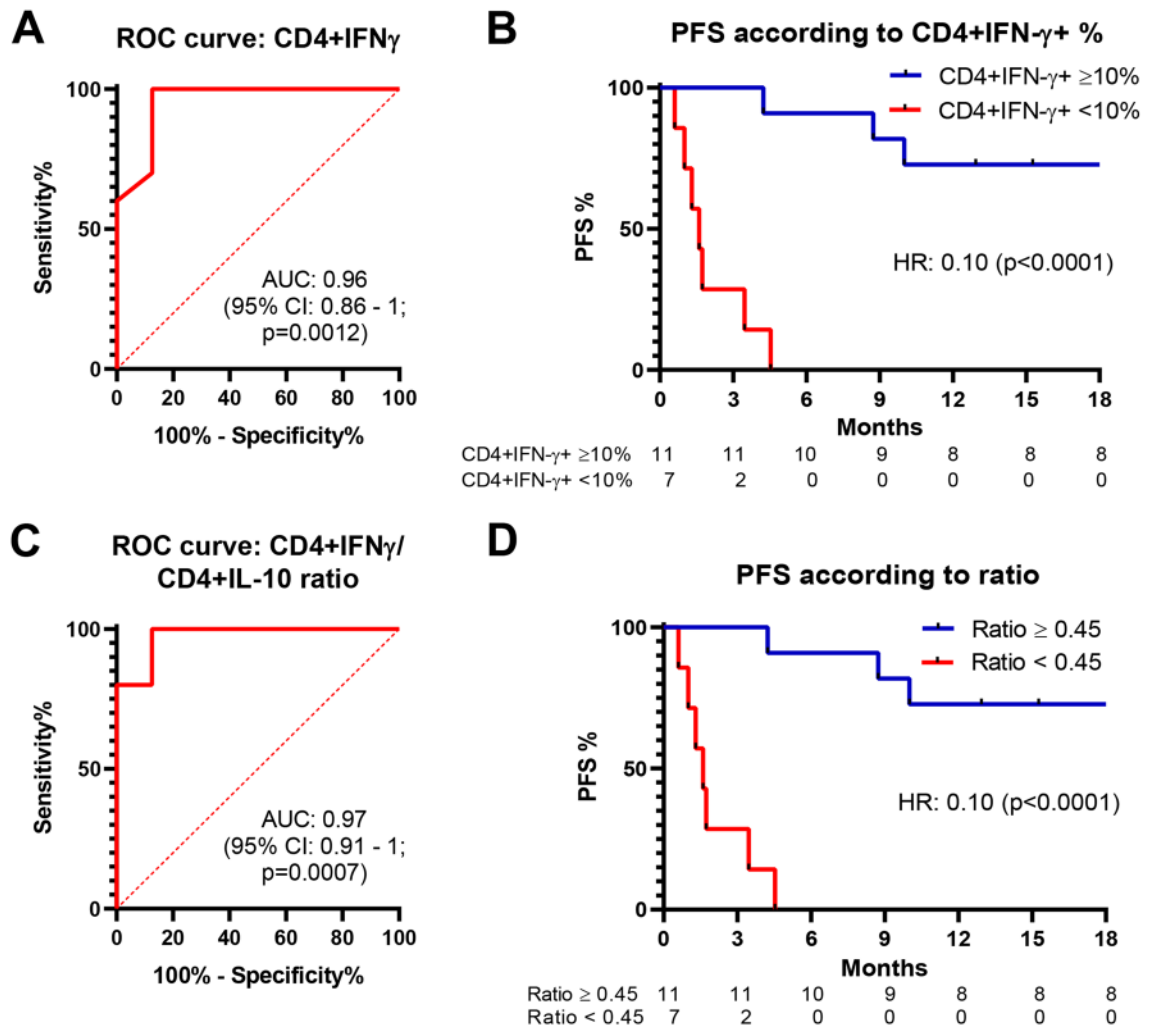 A
ROC curve: CD4+IFNγ
Sensitivity%
100
50
0
0 20 40 60 80 100
100% - Specificity%
AUC: 0.96
(95% CI: 0.86 - 1;
p=0.0012)
B
PFS according to CD4+IFN-γ+ %
CD4+IFN-γ+ ≥10%
CD4+IFN-γ+ <10%
PFS %
100
50
0
HR: 0.10 (p<0.0001)
0 3 6 9 12 15 18
Months
CD4+IFN-γ+ ≥10% 11 11 10 9 8 8 8
CD4+IFN-γ+ <10% 7 2 0 0 0 0 0
C
ROC curve: CD4+IFNγ/
CD4+IL-10 ratio
Sensitivity%
100
50
0
0 20 40 60 80 100
100% - Specificity%
AUC: 0.97
(95% CI: 0.91 - 1;
p=0.0007)
D
PFS according to ratio
Ratio ≥ 0.45
Ratio < 0.45
PFS %
100
50
0
HR: 0.10 (p<0.0001)
0 3 6 9 12 15 18
Months
Ratio ≥ 0.45 11 11 10 9 8 8 8
Ratio < 0.45 7 2 0 0 0 0 0